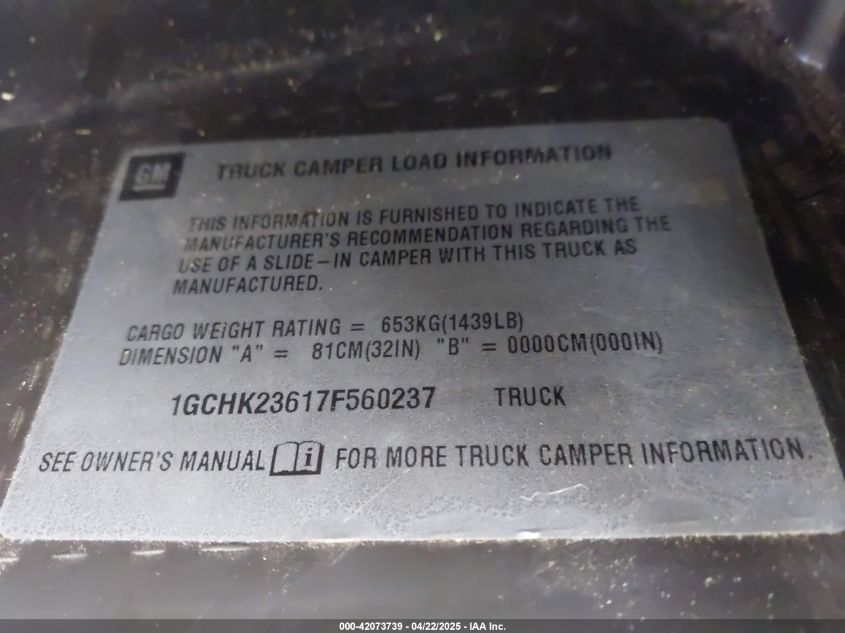 GM TRUCK CAMPER LOAD INFORMATION
THIS INFORMATION IS FURNISHED TO INDICATE THE
MANUFACTURER'S RECOMMENDATION REGARDING THE
USE OF A SLIDE-IN CAMPER WITH THIS TRUCK AS
MANUFACTURED.
CARGO WEIGHT RATING = 653KG(1439LB)
DIMENSION "A" = 81CM(32IN) "B" = 0000CM(000IN)
1GCHK23617F560237 TRUCK
SEE OWNER'S MANUAL i FOR MORE TRUCK CAMPER INFORMATION.
000-42073739 - 04/22/2025 - IAA Inc.